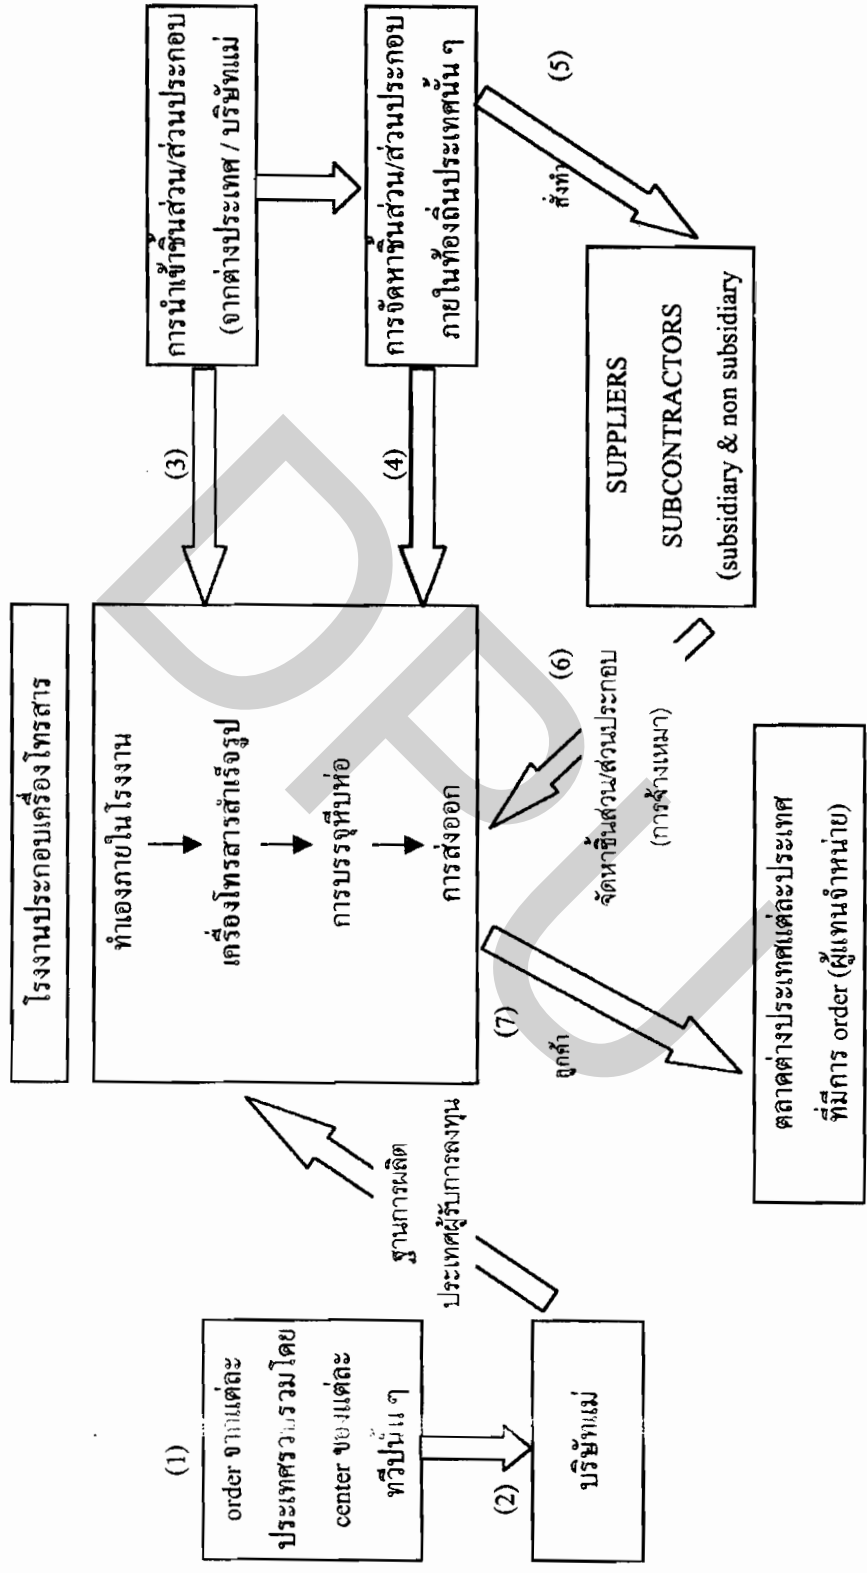 โรงงานประกอบเครื่องโทรสาร
(1)
order จากแต่ละ
ประเทศรวบรวมโดย
center ของแต่ละ
ทวีปนั้น ๆ
(2)
บริษัทแม่
ฐานการผลิต
ประเทศผู้รับการลงทุน
ทำเองภายในโรงงาน
เครื่องโทรสารสำเร็จรูป
การบรรจุหีบห่อ
การส่งออก
(3)
การนำเข้าชิ้นส่วน/ส่วนประกอบ
(จากต่างประเทศ / บริษัทแม่)
(4)
การจัดหาชิ้นส่วน/ส่วนประกอบ
ภายในท้องถิ่นประเทศนั้น ๆ
(5)
สั่งทำ
SUPPLIERS
SUBCONTRACTORS
(subsidiary & non subsidiary
(6)
จัดหาชิ้นส่วน/ส่วนประกอบ
(การจ้างเหมา)
(7)
ลูกค้า
ตลาดต่างประเทศแต่ละประเทศ
ที่มีการ order (ผู้แทนจำหน่าย)
DPU